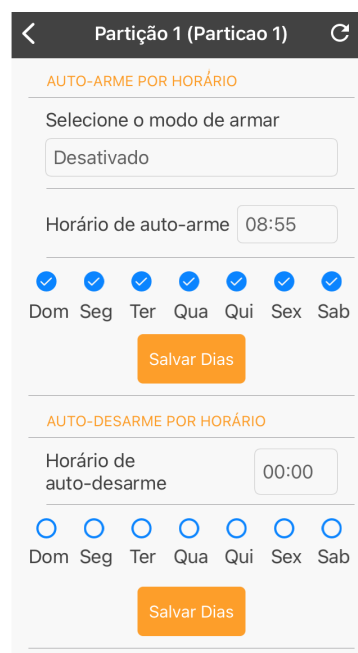 Partição 1 (Particao 1)
AUTO-ARME POR HORÁRIO
Selecione o modo de armar
Desativado
Horário de auto-arme 08:55
Dom Seg Ter Qua Qui Sex Sab
Salvar Dias
AUTO-DESARME POR HORÁRIO
Horário de
auto-desarme
00:00
Dom Seg Ter Qua Qui Sex Sab
Salvar Dias